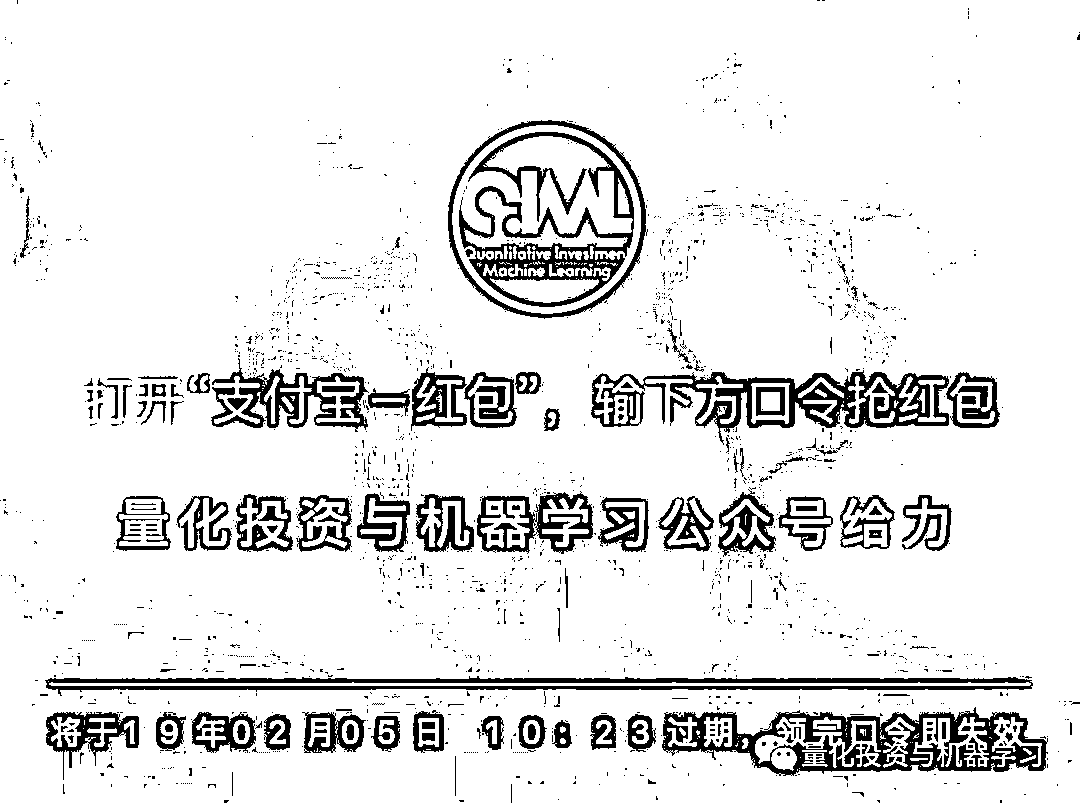 QIML
Quantitative Investment
Machine Learning
打开“支付宝－红包”，输下方口令抢红包
量化投资与机器学习公众号给力
将于19年02月05日 10：23过期，领完口令即失效
量化投资与机器学习